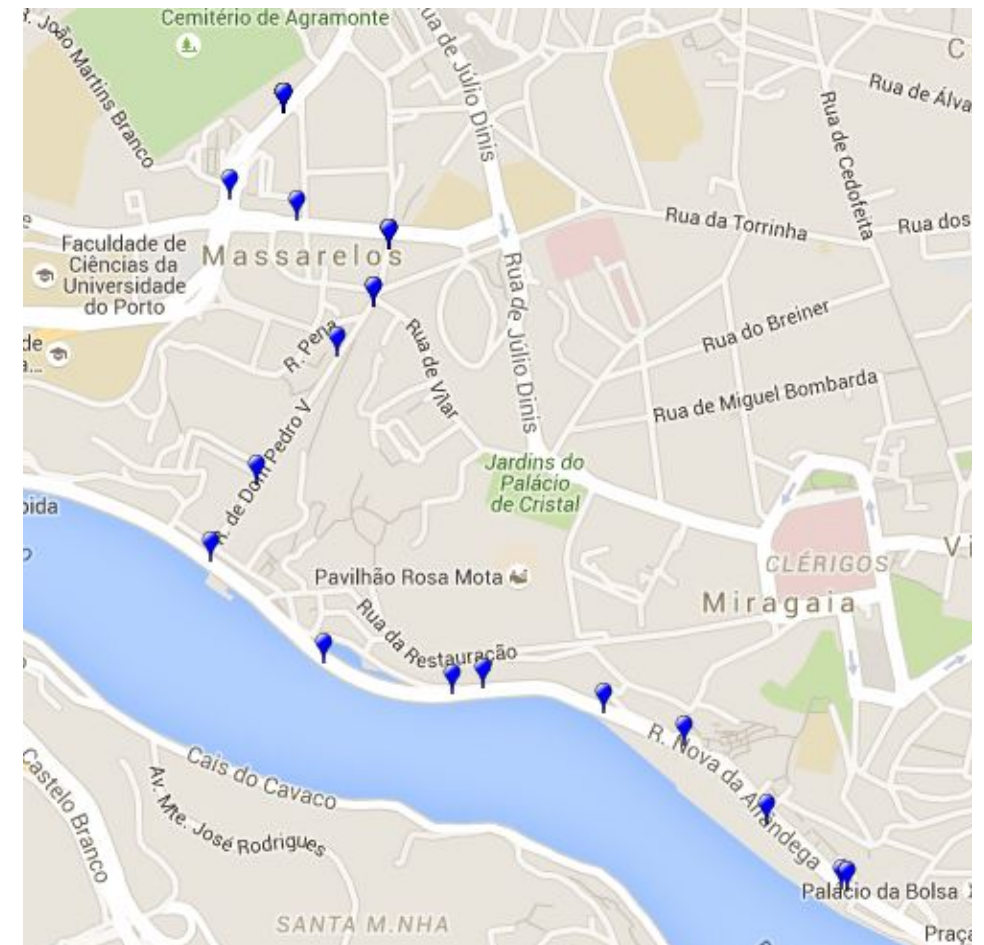 Cemitério de Agramonte
R. João Martins Branco
Rua de Júlio Dinis
Rua de Cedofeita
Rua de Álva
C
Rua da Torrinha
Rua dos
Faculdade de
Ciências da
Universidade
do Porto
Massarelos
Rua de Júlio Dinis
R. Pena
Rua de Vilar
Rua do Breiner
Rua de Miguel Bombarda
de
a...
R. de Dom Pedro V
Jardins do
Palácio
de Cristal
CLÉRIGOS
Vi
Pavilhão Rosa Mota
Miragaia
Rua da Restauração
R. Nova da Alfândega
Cais do Cavaco
Av. Mte. José Rodrigues
Castelo Branco
Palácio da Bolsa
SANTA M.NHA
Praça